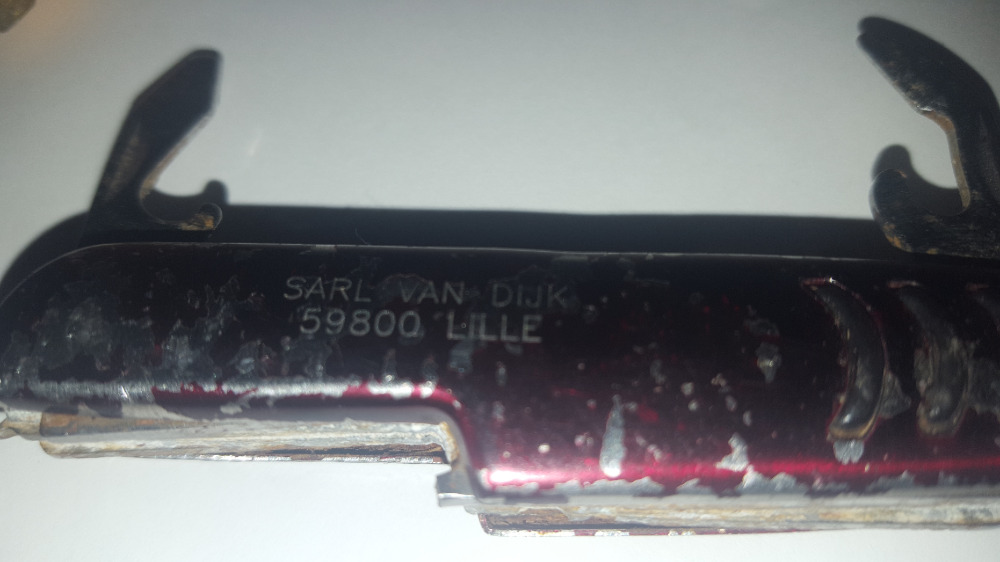 SARL VAN DIJK
59800 LILLE